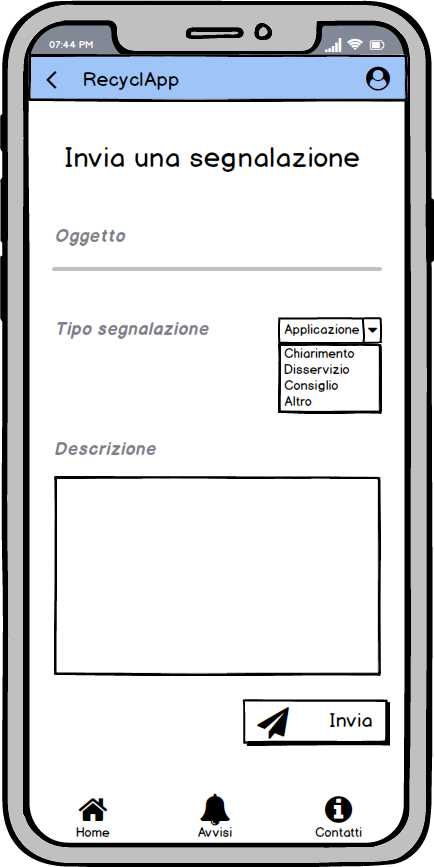 07:44 PM
RecyclApp
Invia una segnalazione
Oggetto
Tipo segnalazione
Applicazione
Chiarimento
Disservizio
Consiglio
Altro
Descrizione
Invia
Home
Avvisi
Contatti